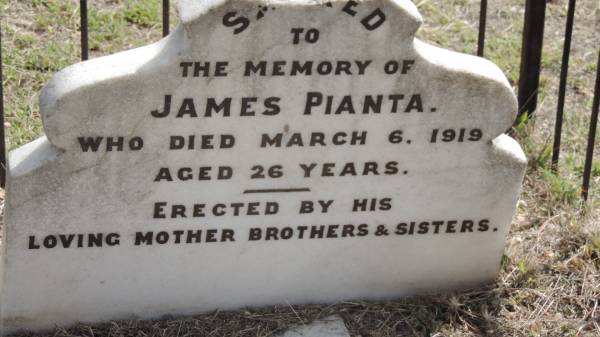 SACRED
TO
THE MEMORY OF
JAMES PIANTA.
WHO DIED MARCH 6. 1919
AGED 26 YEARS.
ERECTED BY HIS
LOVING MOTHER BROTHERS & SISTERS.